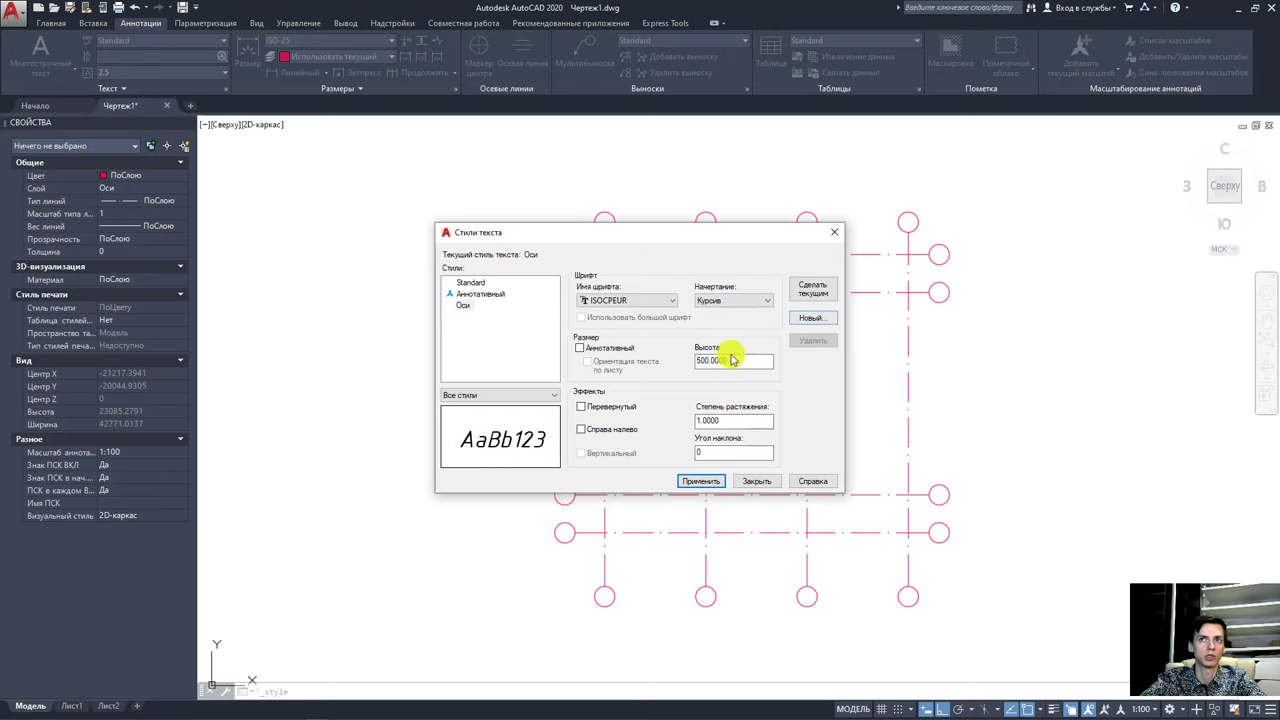 Autodesk AutoCAD 2020 Чертеж1.dwg
Введите ключевое слово/фразу
Вход в службы
Главная Вставка Аннотации Параметризация Вид Управление Вывод Надстройки Совместная работа Рекомендованные приложения Express Tools
Многострочный текст
Standard
2.5
Текст
Размер
ISO-25
Использовать текущий
Линейный Экспресс Продолжить
Размеры
Маркер центра
Осевая линия
Осевые линии
Мультивыноска
Standard
Добавить выноску
Удалить выноску
Выноски
Таблица
Standard
Извлечение данных
Связать данные
Таблицы
Маскировка
Пометочное облако
Пометка
Добавить текущий масштаб
Список масштабов
Добавить/Удалить масштабы
Синх. положения масштабов
Масштабирование аннотаций
Начало Чертеж1*
СВОЙСТВА
[−][Сверху][2D-каркас]
Ничего не выбрано
Общие
Цвет ПоСлою
Слой Оси
Тип линий ПоСлою
Масштаб типа л... 1
Вес линий ПоСлою
Прозрачность ПоСлою
Толщина 0
3D-визуализация
Материал ПоСлою
Стиль печати
Стиль печати ПоЦвету
Таблица стилей... Нет
Пространство та... Модель
Тип стилей печа... Недоступно
Вид
Центр X -21217.3941
Центр Y -20044.9305
Центр Z 0
Высота 23085.2791
Ширина 42771.0137
Разное
Масштаб аннота... 1:100
Знак ПСК ВКЛ Да
Знак ПСК в нач.... Да
ПСК в каждом В... Да
Имя ПСК
Визуальный стиль 2D-каркас
С
З Сверху В
Ю
МСК
Стили текста
Текущий стиль текста: Оси
Стили:
Standard
Аннотативный
Оси
Все стили
AaBb123
Шрифт
Имя шрифта:
ISOCPEUR
Начертание:
Курсив
Использовать большой шрифт
Размер
Аннотативный
Ориентация текста по листу
Высота
500.0000
Эффекты
Перевернутый
Справа налево
Вертикальный
Степень растяжения:
1.0000
Угол наклона:
0
Сделать текущим
Новый...
Удалить
Применить Закрыть Справка
Y
X
'_style
Модель Лист1 Лист2
МОДЕЛЬ
1:100